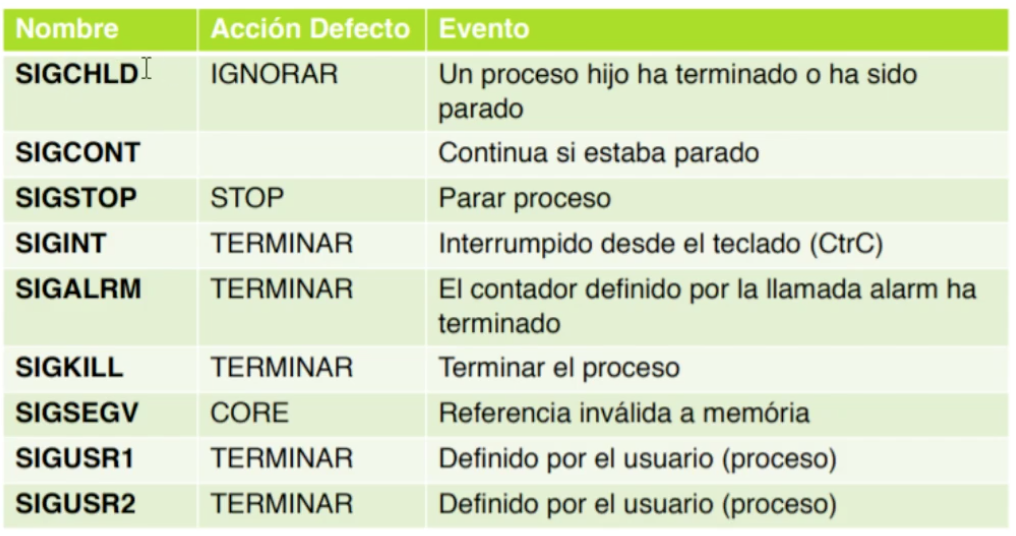 Nombre Acción Defecto Evento
SIGCHLD IGNORAR Un proceso hijo ha terminado o ha sido
parado
SIGCONT Continua si estaba parado
SIGSTOP STOP Parar proceso
SIGINT TERMINAR Interrumpido desde el teclado (CtrC)
SIGALRM TERMINAR El contador definido por la llamada alarm ha
terminado
SIGKILL TERMINAR Terminar el proceso
SIGSEGV CORE Referencia inválida a memória
SIGUSR1 TERMINAR Definido por el usuario (proceso)
SIGUSR2 TERMINAR Definido por el usuario (proceso)